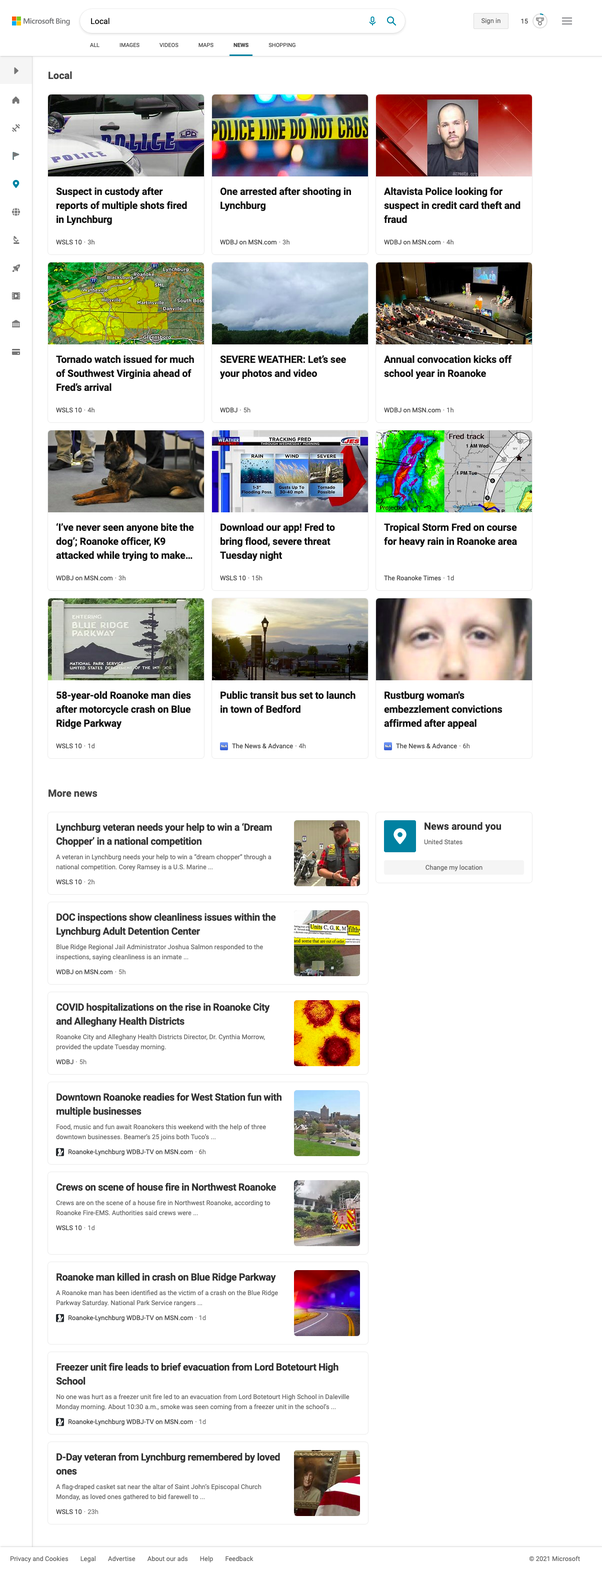 Microsoft Bing
Local
Sign in
15
ALL IMAGES VIDEOS MAPS NEWS SHOPPING
Local
POLICE
POLICE
LPD
POLICE LINE DO NOT CROS
Suspect in custody after
reports of multiple shots fired
in Lynchburg
WSLS 10 · 3h
One arrested after shooting in
Lynchburg
WDBJ on MSN.com · 3h
Altavista Police looking for
suspect in credit card theft and
fraud
WDBJ on MSN.com · 4h
Lynchburg
Roanoke
Danville
Tornado watch issued for much
of Southwest Virginia ahead of
Fred's arrival
WSLS 10 · 4h
SEVERE WEATHER: Let's see
your photos and video
WDBJ · 5h
Annual convocation kicks off
school year in Roanoke
WDBJ on MSN.com · 1h
WEATHER
TRACKING FRED
RAIN WIND SEVERE
1-3"
Flooding Poss.
Gusts Up To
30-40 mph
Tornado
Possible
Fred track
1 AM Wed
1 PM Tue
'I've never seen anyone bite the
dog'; Roanoke officer, K9
attacked while trying to make...
WDBJ on MSN.com · 3h
Download our app! Fred to
bring flood, severe threat
Tuesday night
WSLS 10 · 15h
Tropical Storm Fred on course
for heavy rain in Roanoke area
The Roanoke Times · 1d
ENTERING
BLUE RIDGE
PARKWAY
NATIONAL PARK SERVICE
58-year-old Roanoke man dies
after motorcycle crash on Blue
Ridge Parkway
WSLS 10 · 1d
Public transit bus set to launch
in town of Bedford
The News & Advance · 4h
Rustburg woman's
embezzlement convictions
affirmed after appeal
The News & Advance · 6h
More news
Lynchburg veteran needs your help to win a 'Dream
Chopper' in a national competition
A veteran in Lynchburg needs your help to win a "dream chopper" through a
national competition. Corey Ramsey is a U.S. Marine ...
WSLS 10 · 2h
News around you
United States
Change my location
DOC inspections show cleanliness issues within the
Lynchburg Adult Detention Center
Blue Ridge Regional Jail Administrator Joshua Salmon responded to the
inspections, saying cleanliness is an inmate ...
WDBJ on MSN.com · 5h
Units C, G, K, M filthy
COVID hospitalizations on the rise in Roanoke City
and Alleghany Health Districts
Roanoke City and Alleghany Health Districts Director, Dr. Cynthia Morrow,
provided the update Tuesday morning.
WDBJ · 5h
Downtown Roanoke readies for West Station fun with
multiple businesses
Food, music and fun await Roanokers this weekend with the help of three
downtown businesses. Beamer's 25 joins both Tuco's ...
Roanoke-Lynchburg WDBJ-TV on MSN.com · 6h
Crews on scene of house fire in Northwest Roanoke
Crews are on the scene of a house fire in Northwest Roanoke, according to
Roanoke Fire-EMS. Authorities said crews were ...
WSLS 10 · 1d
Roanoke man killed in crash on Blue Ridge Parkway
A Roanoke man has been identified as the victim of a crash on the Blue Ridge
Parkway Saturday. National Park Service rangers ...
Roanoke-Lynchburg WDBJ-TV on MSN.com · 1d
Freezer unit fire leads to brief evacuation from Lord Botetourt High
School
No one was hurt as a freezer unit fire led to an evacuation from Lord Botetourt High School in Daleville
Monday morning. About 10:30 a.m., smoke was seen coming from a freezer unit in the school's ...
Roanoke-Lynchburg WDBJ-TV on MSN.com · 1d
D-Day veteran from Lynchburg remembered by loved
ones
A flag-draped casket sat near the altar of Saint John's Episcopal Church
Monday, as loved ones gathered to bid farewell to ...
WSLS 10 · 23h
Privacy and Cookies Legal Advertise About our ads Help Feedback
© 2021 Microsoft